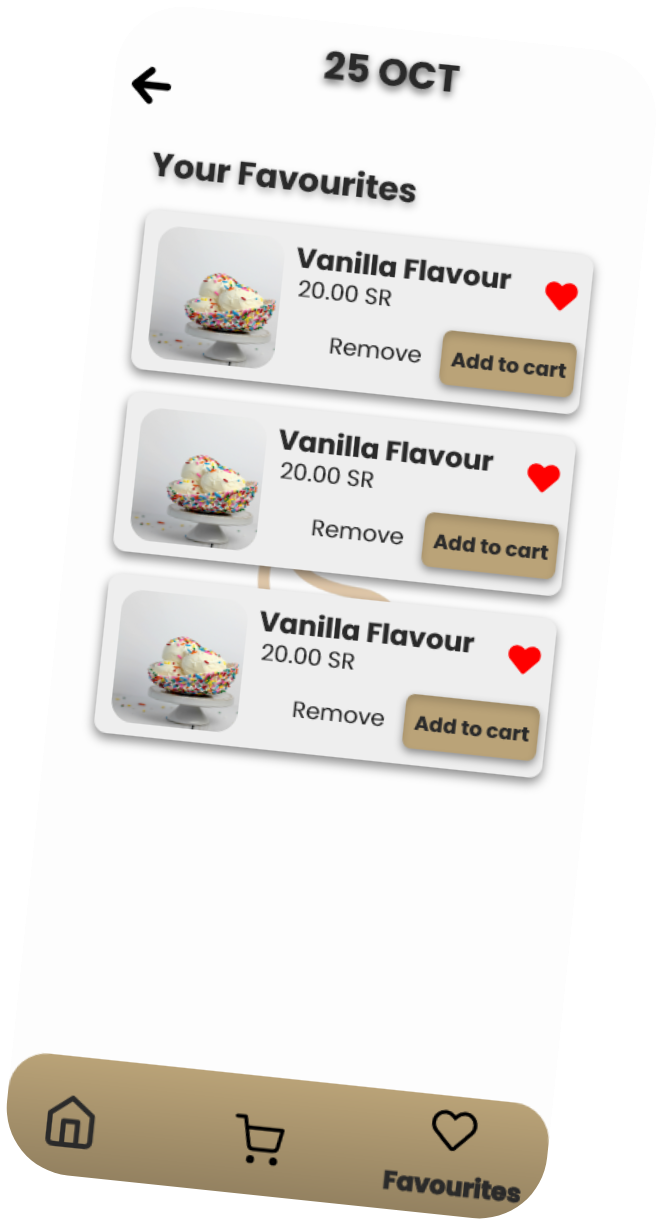 25 OCT
Your Favourites
Vanilla Flavour
20.00 SR
Remove
Add to cart
Vanilla Flavour
20.00 SR
Remove
Add to cart
Vanilla Flavour
20.00 SR
Remove
Add to cart
Favourites